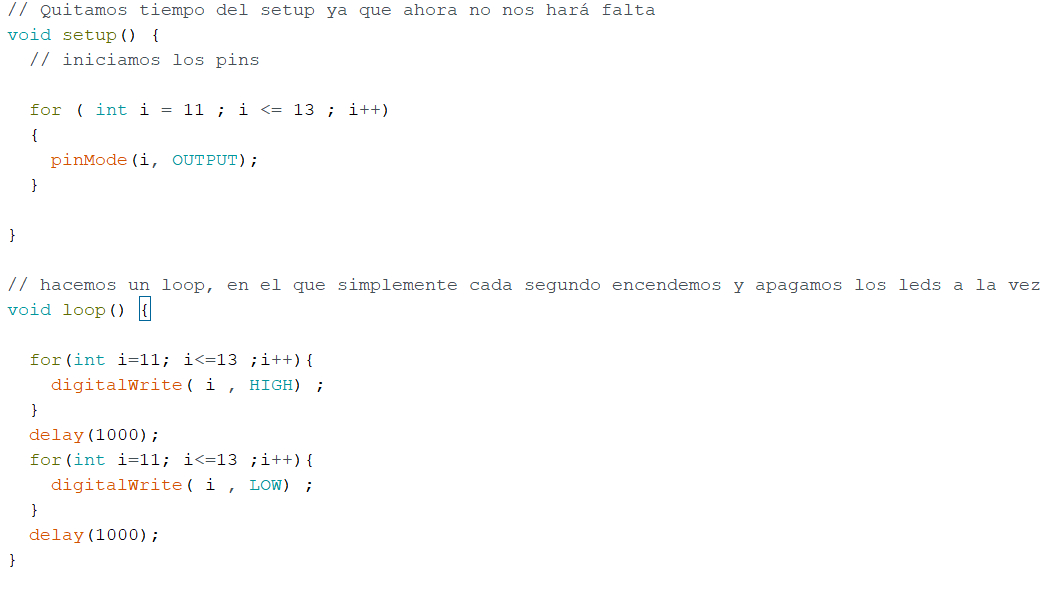 // Quitamos tiempo del setup ya que ahora no nos hará falta
void setup() {
  // iniciamos los pins
  for ( int i = 11 ; i <= 13 ; i++)
  {
    pinMode(i, OUTPUT);
  }
}
// hacemos un loop, en el que simplemente cada segundo encendemos y apagamos los leds a la vez
void loop() {
  for(int i=11; i<=13 ;i++){
    digitalWrite( i , HIGH) ;
  }
  delay(1000);
  for(int i=11; i<=13 ;i++){
    digitalWrite( i , LOW) ;
  }
  delay(1000);
}